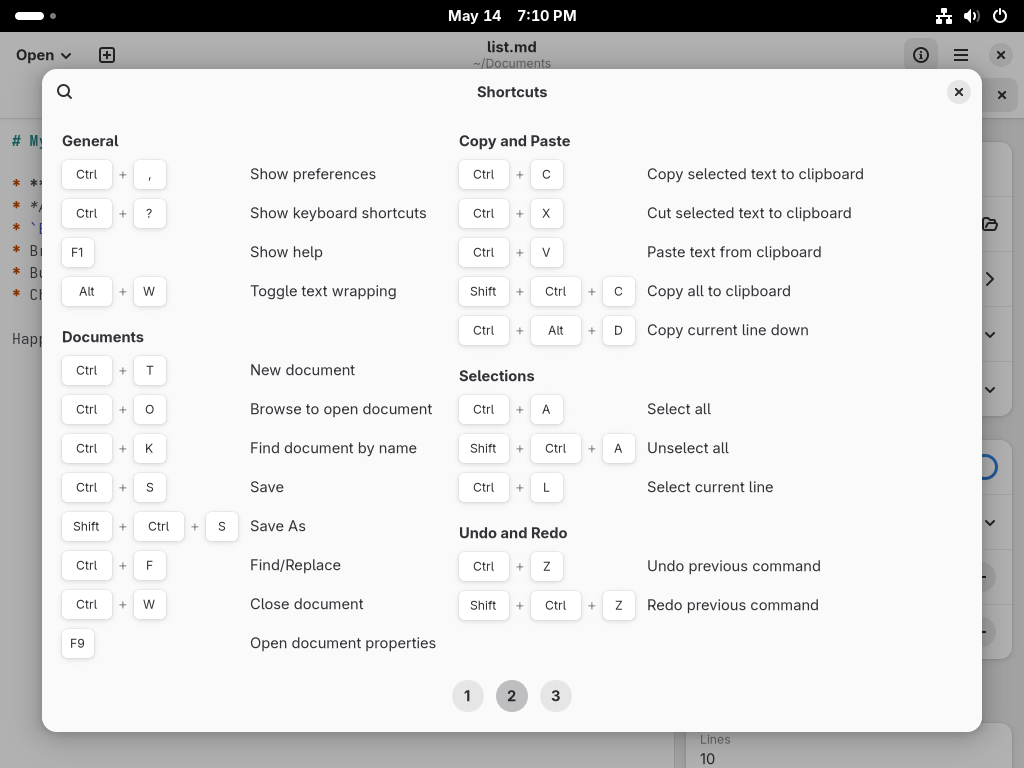 May 14 7:10 PM
Open
list.md
~/Documents
Shortcuts
General
Ctrl + , Show preferences
Ctrl + ? Show keyboard shortcuts
F1 Show help
Alt + W Toggle text wrapping
Documents
Ctrl + T New document
Ctrl + O Browse to open document
Ctrl + K Find document by name
Ctrl + S Save
Shift + Ctrl + S Save As
Ctrl + F Find/Replace
Ctrl + W Close document
F9 Open document properties
Copy and Paste
Ctrl + C Copy selected text to clipboard
Ctrl + X Cut selected text to clipboard
Ctrl + V Paste text from clipboard
Shift + Ctrl + C Copy all to clipboard
Ctrl + Alt + D Copy current line down
Selections
Ctrl + A Select all
Shift + Ctrl + A Unselect all
Ctrl + L Select current line
Undo and Redo
Ctrl + Z Undo previous command
Shift + Ctrl + Z Redo previous command
1 2 3
# My
*
*
*
*
*
*
Lines
10